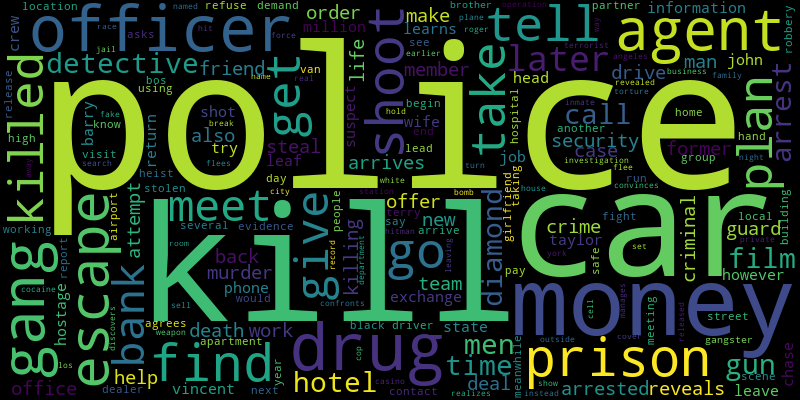 police
kill
car
money
officer
agent
tell
detective
friend
get
shoot
order
make
million
learns
member
life
suspect
take
later
head
drive
man
john
information
partner
robbery
location
refuse
demand
brother
plane
named
hit
force
roger
crew
asks
jail
race
bos
van
using
see
earlier
operation
terrorist
angeles
may
real
home
killed
release
high
know
barry
shot
fake
break
also
try
steal
return
visit
search
flees
leaf
heist
day
stolen
city
arrives
wife
begin
lead
end
hold
white
turn
hospital
call
security
case
job
another
group
investigation
flee
run
convinces
revealed
torture
business
family
inmate
former
home
hand
night
plan
arrest
gang
working
escape
airport
attempt
meet
give
people
offer
new
say
terry
arrive
station
hitman
girlfriend
taking
house
bomb
crime
taylor
fight
safe
set
pay
york
criminal
guard
local
private
building
film
however
bank
hostage
report
cocaine
los
discovers
several
evidence
room
back
murder
phone
would
sell
killing
record
department
confronts
leaving
go
team
exchange
diamond
agrees
weapon
death
work
apartment
black
driver
state
cop
find
help
office
dealer
vincent
next
year
drug
hotel
casino
contact
men
time
deal
realizes
meanwhile
prison
arrested
reveals
outside
cover
show
instead
cell
manages
meeting
released
street
gangster
gun
scene
leave
chase